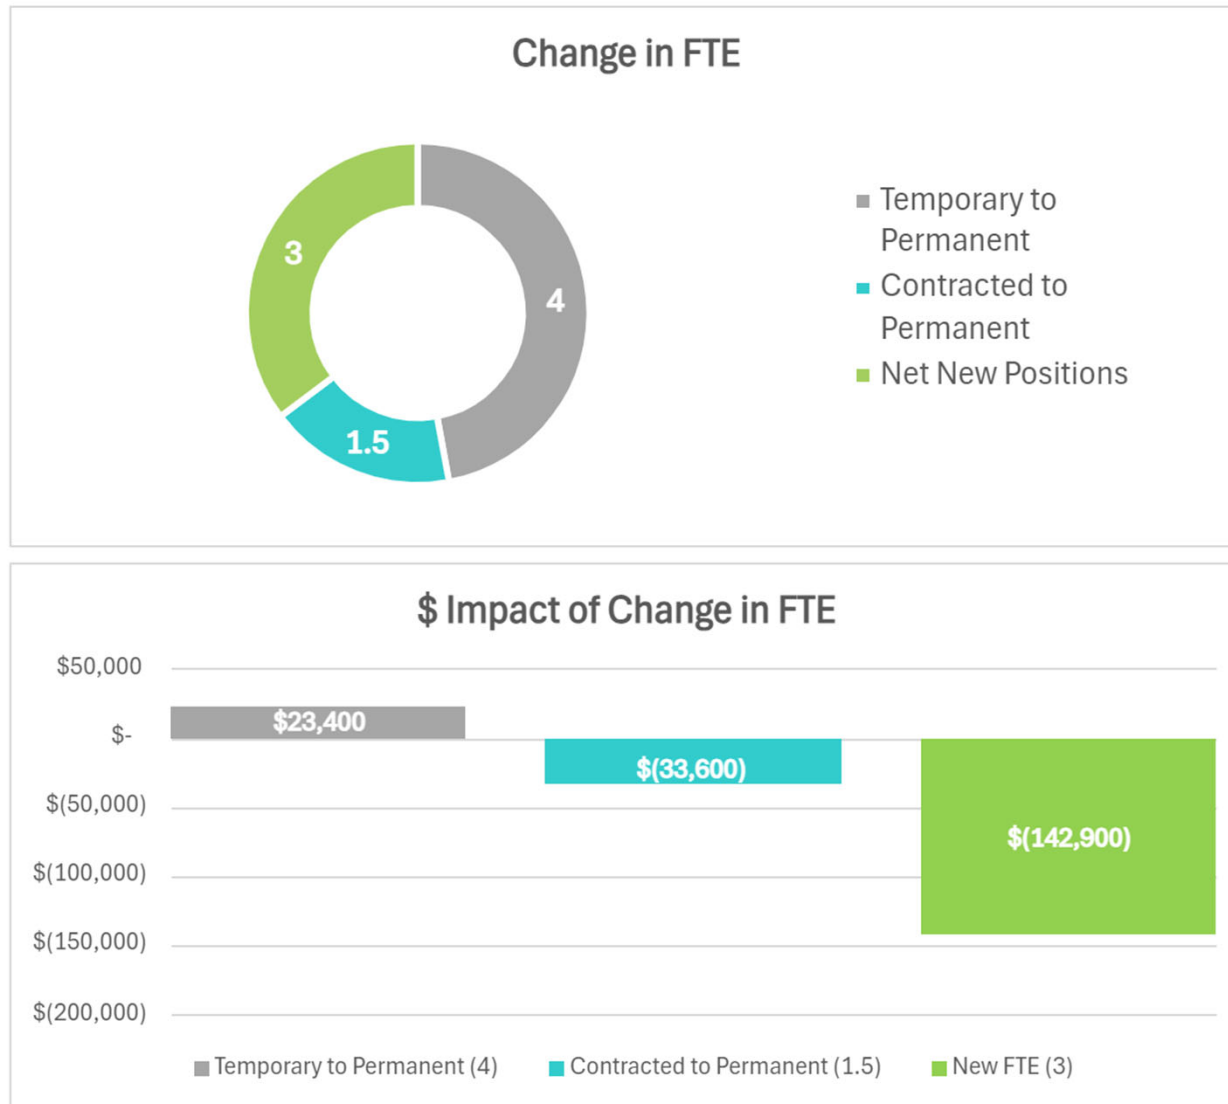 Change in FTE
3
4
1.5
Temporary to
Permanent
Contracted to
Permanent
Net New Positions
$ Impact of Change in FTE
$50,000
$-
$(50,000)
$(100,000)
$(150,000)
$(200,000)
$23,400
$(33,600)
$(142,900)
Temporary to Permanent (4)
Contracted to Permanent (1.5)
New FTE (3)